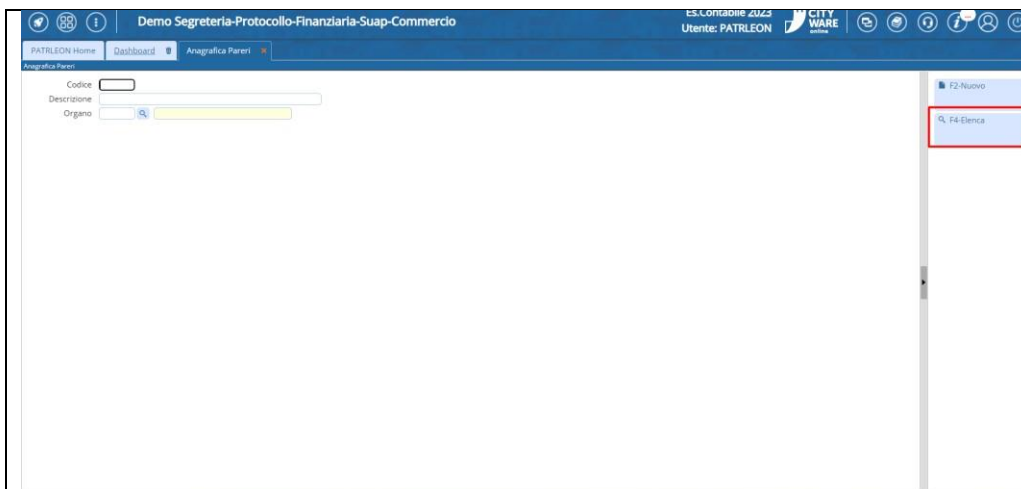 Demo Segreteria-Protocollo-Finanziaria-Suap-Commercio
Es.Contabile 2023
Utente: PATRLEON
CITY
WARE
online
PATRLEON Home
Dashboard
Anagrafica Pareri
Anagrafica Pareri
Codice
Descrizione
Organo
F2-Nuovo
F4-Elenca